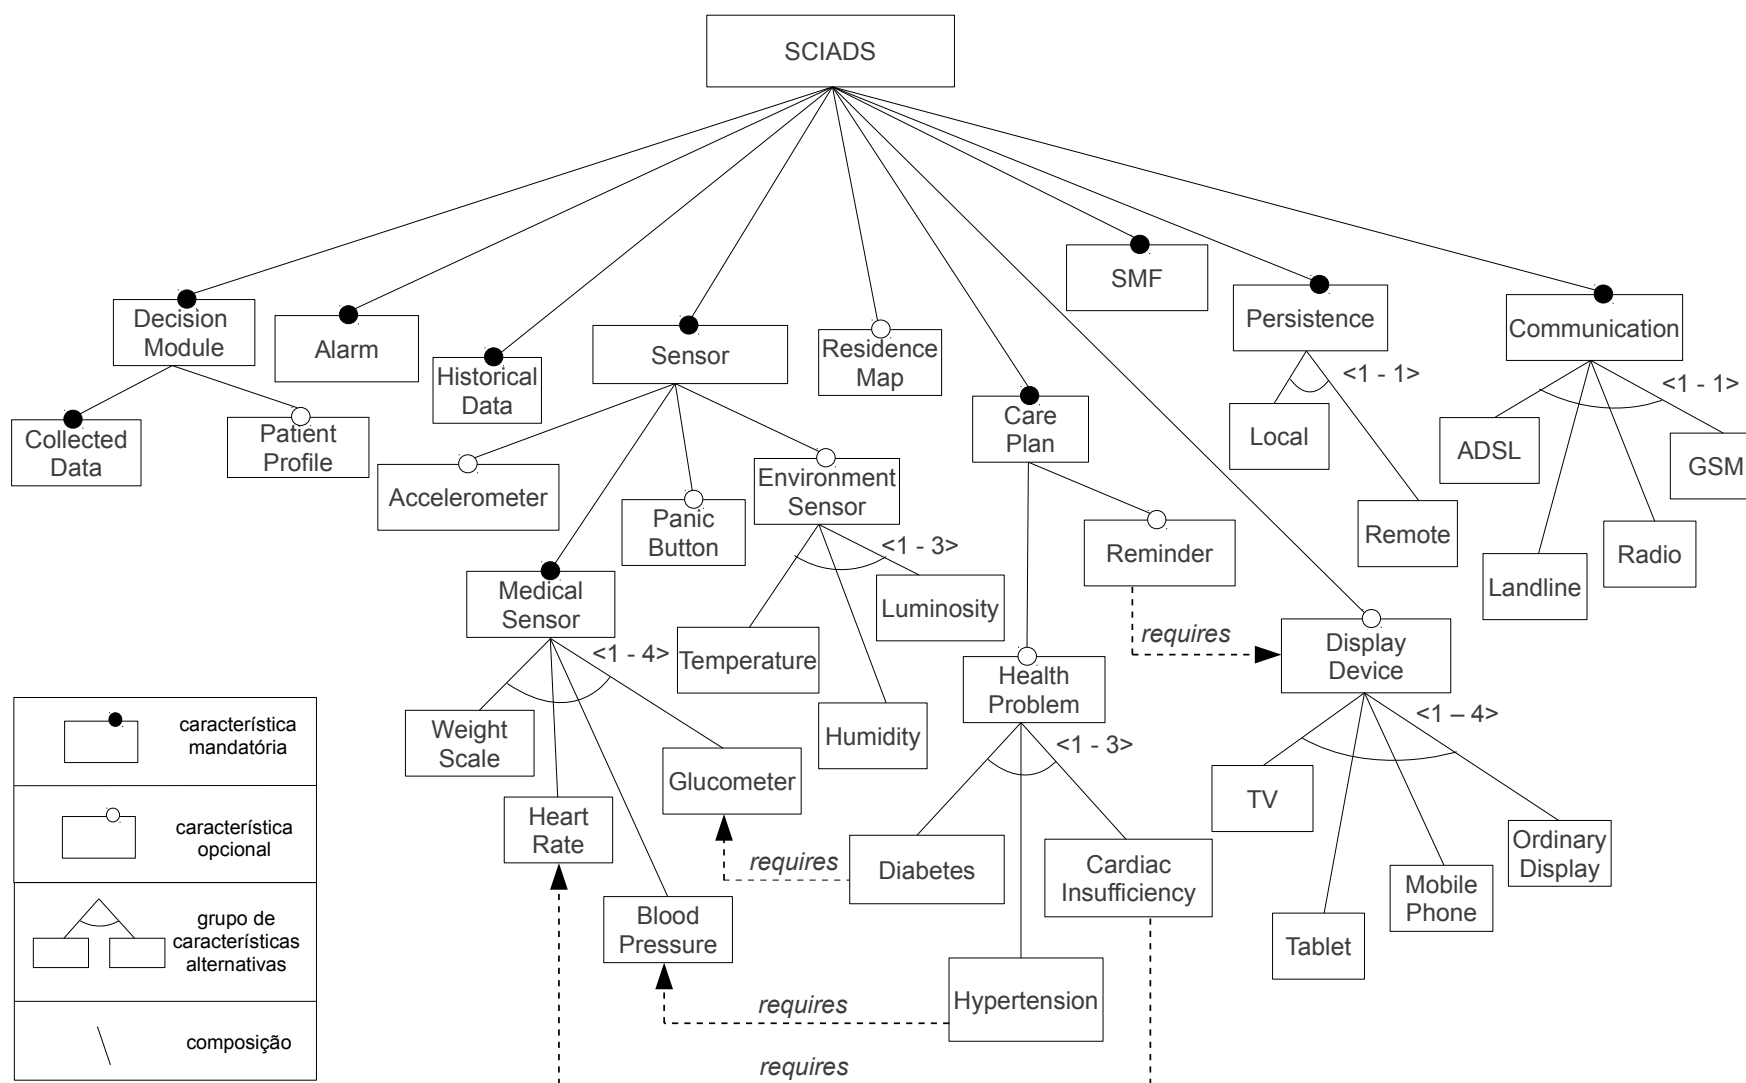 SCIADS
SMF
Persistence
Communication
Decision
Module
Alarm
Historical
Data
Sensor
Residence
Map
Care
Plan
<1 - 1>
<1 - 1>
Collected
Data
Patient
Profile
Local
ADSL
GSM
Accelerometer
Panic
Button
Environment
Sensor
<1 - 3>
Reminder
Remote
Landline
Radio
Medical
Sensor
<1 - 4>
Temperature
Luminosity
Humidity
requires
Health
Problem
<1 - 3>
Display
Device
<1 – 4>
Weight
Scale
Heart
Rate
Glucometer
Blood
Pressure
requires
Diabetes
Cardiac
Insufficiency
TV
Tablet
Mobile
Phone
Ordinary
Display
requires
Hypertension
requires
característica
mandatória
característica
opcional
grupo de
características
alternativas
composição